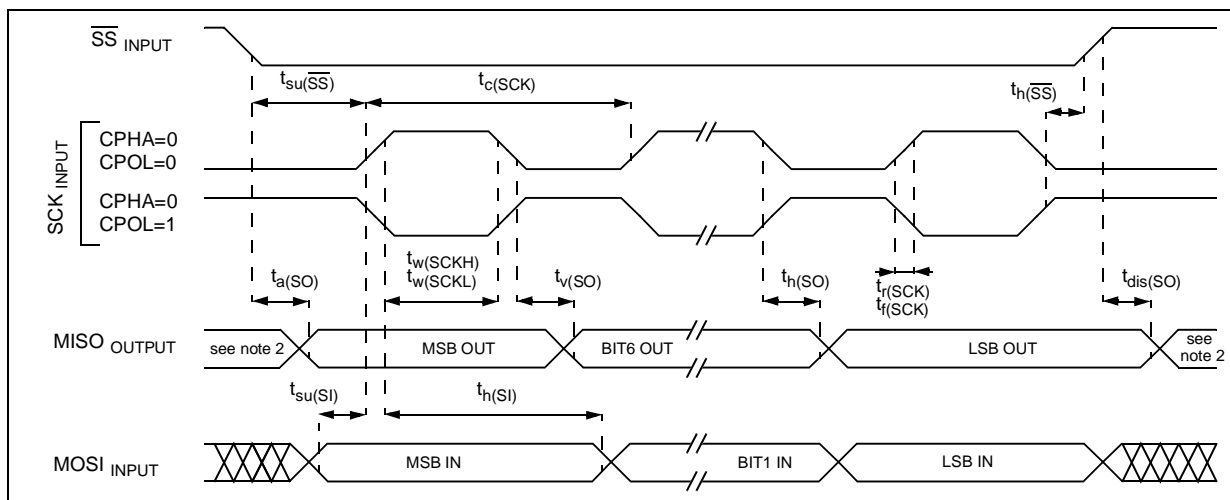 SS INPUT
tsu(SS)
tc(SCK)
th(SS)
SCK INPUT
CPHA=0
CPOL=0
CPHA=0
CPOL=1
ta(SO)
tw(SCKH)
tw(SCKL)
tv(SO)
th(SO)
tr(SCK)
tf(SCK)
tdis(SO)
MISO OUTPUT
see note 2
MSB OUT
BIT6 OUT
LSB OUT
see
note 2
tsu(SI)
th(SI)
MOSI INPUT
MSB IN
BIT1 IN
LSB IN